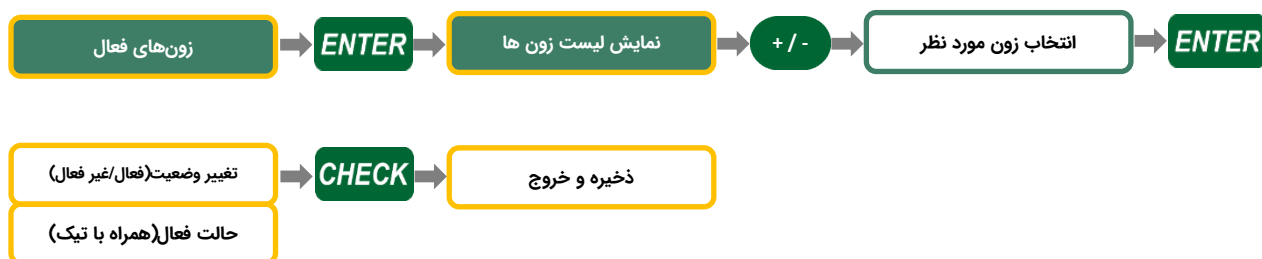 زون‌های فعال
ENTER
نمایش لیست زون ها
+ / -
انتخاب زون مورد نظر
ENTER
تغییر وضعیت(فعال/غیر فعال)
CHECK
ذخیره و خروج
حالت فعال(همراه با تیک)